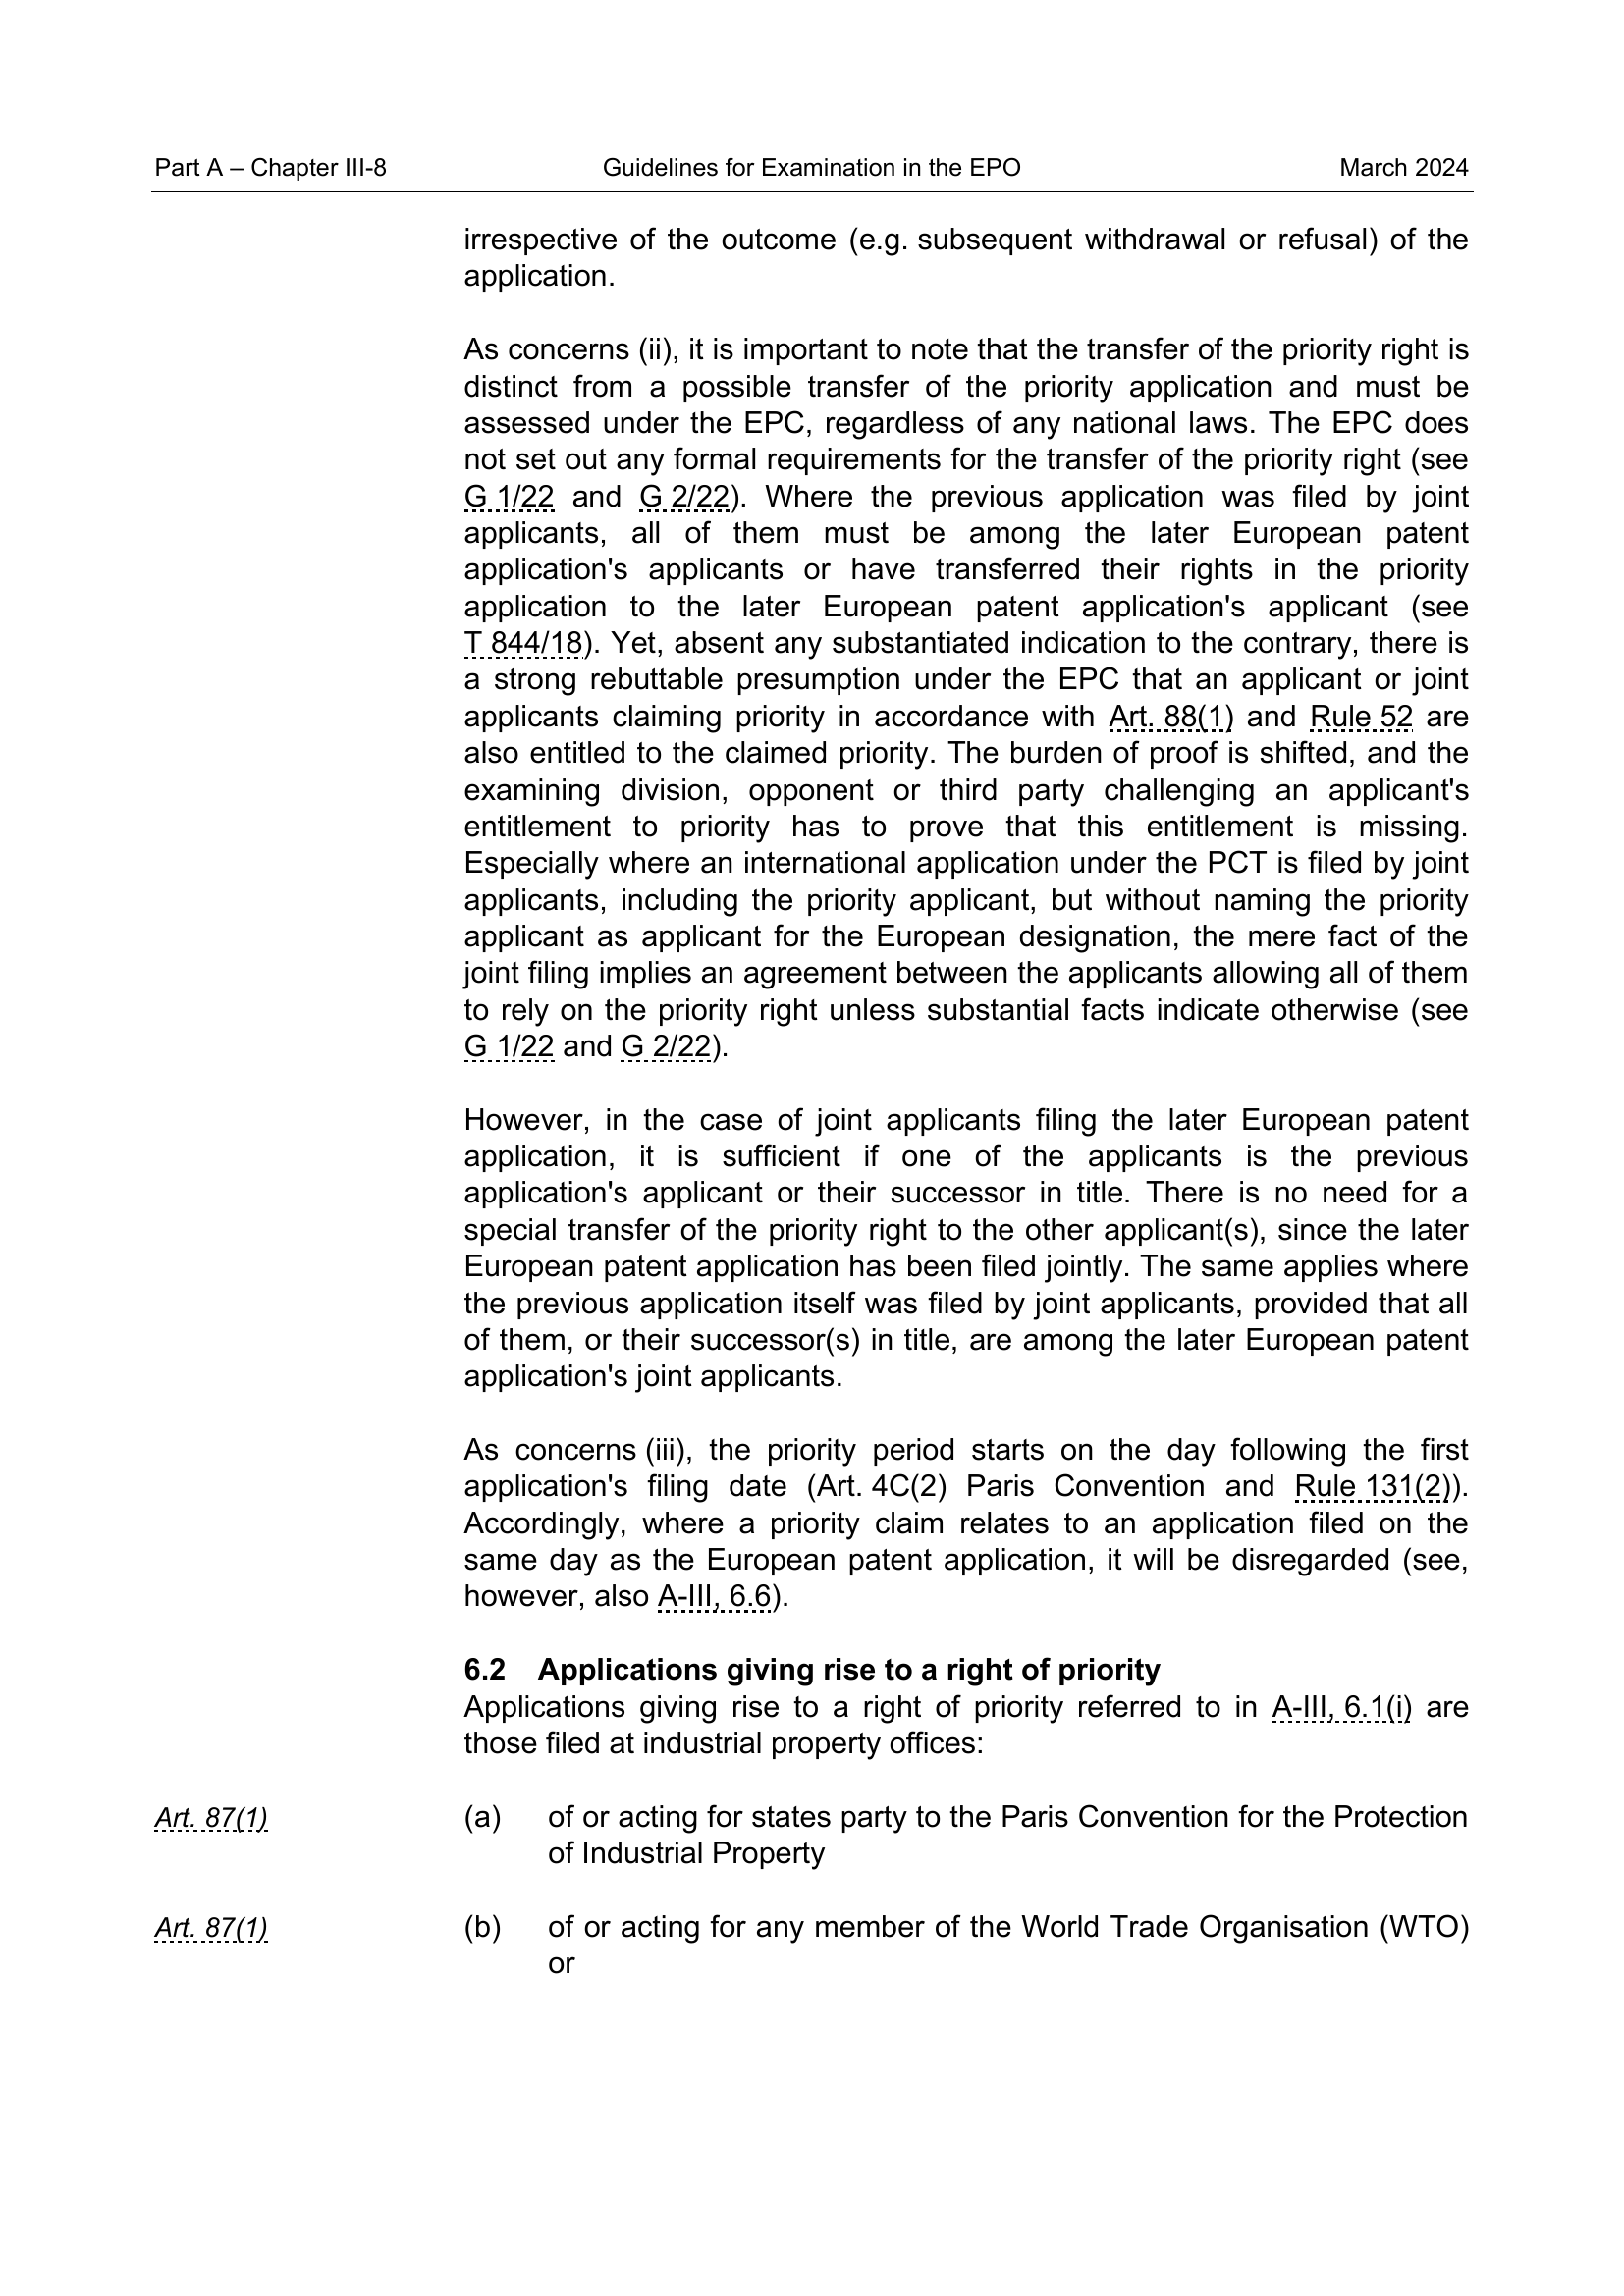 Part A – Chapter III-8 Guidelines for Examination in the EPO March 2024
irrespective of the outcome (e.g. subsequent withdrawal or refusal) of the
application.
As concerns (ii), it is important to note that the transfer of the priority right is
distinct from a possible transfer of the priority application and must be
assessed under the EPC, regardless of any national laws. The EPC does
not set out any formal requirements for the transfer of the priority right (see
G 1/22 and G 2/22). Where the previous application was filed by joint
applicants, all of them must be among the later European patent
application's applicants or have transferred their rights in the priority
application to the later European patent application's applicant (see
T 844/18). Yet, absent any substantiated indication to the contrary, there is
a strong rebuttable presumption under the EPC that an applicant or joint
applicants claiming priority in accordance with Art. 88(1) and Rule 52 are
also entitled to the claimed priority. The burden of proof is shifted, and the
examining division, opponent or third party challenging an applicant's
entitlement to priority has to prove that this entitlement is missing.
Especially where an international application under the PCT is filed by joint
applicants, including the priority applicant, but without naming the priority
applicant as applicant for the European designation, the mere fact of the
joint filing implies an agreement between the applicants allowing all of them
to rely on the priority right unless substantial facts indicate otherwise (see
G 1/22 and G 2/22).
However, in the case of joint applicants filing the later European patent
application, it is sufficient if one of the applicants is the previous
application's applicant or their successor in title. There is no need for a
special transfer of the priority right to the other applicant(s), since the later
European patent application has been filed jointly. The same applies where
the previous application itself was filed by joint applicants, provided that all
of them, or their successor(s) in title, are among the later European patent
application's joint applicants.
As concerns (iii), the priority period starts on the day following the first
application's filing date (Art. 4C(2) Paris Convention and Rule 131(2)).
Accordingly, where a priority claim relates to an application filed on the
same day as the European patent application, it will be disregarded (see,
however, also A-III, 6.6).
6.2 Applications giving rise to a right of priority
Applications giving rise to a right of priority referred to in A-III, 6.1(i) are
those filed at industrial property offices:
Art. 87(1) (a) of or acting for states party to the Paris Convention for the Protection
of Industrial Property
Art. 87(1) (b) of or acting for any member of the World Trade Organisation (WTO)
or